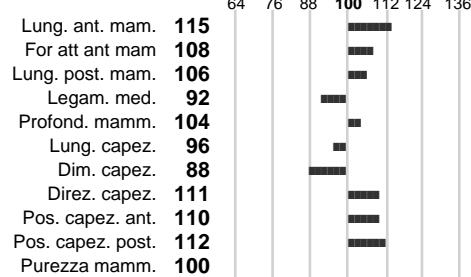 64 76 88 100 112 124 136
Lung. ant. mam. 115
For att ant mam 108
Lung. post. mam. 106
Legam. med. 92
Profond. mamm. 104
Lung. capez. 96
Dim. capez. 88
Direz. capez. 111
Pos. capez. ant. 110
Pos. capez. post. 112
Purezza mamm. 100